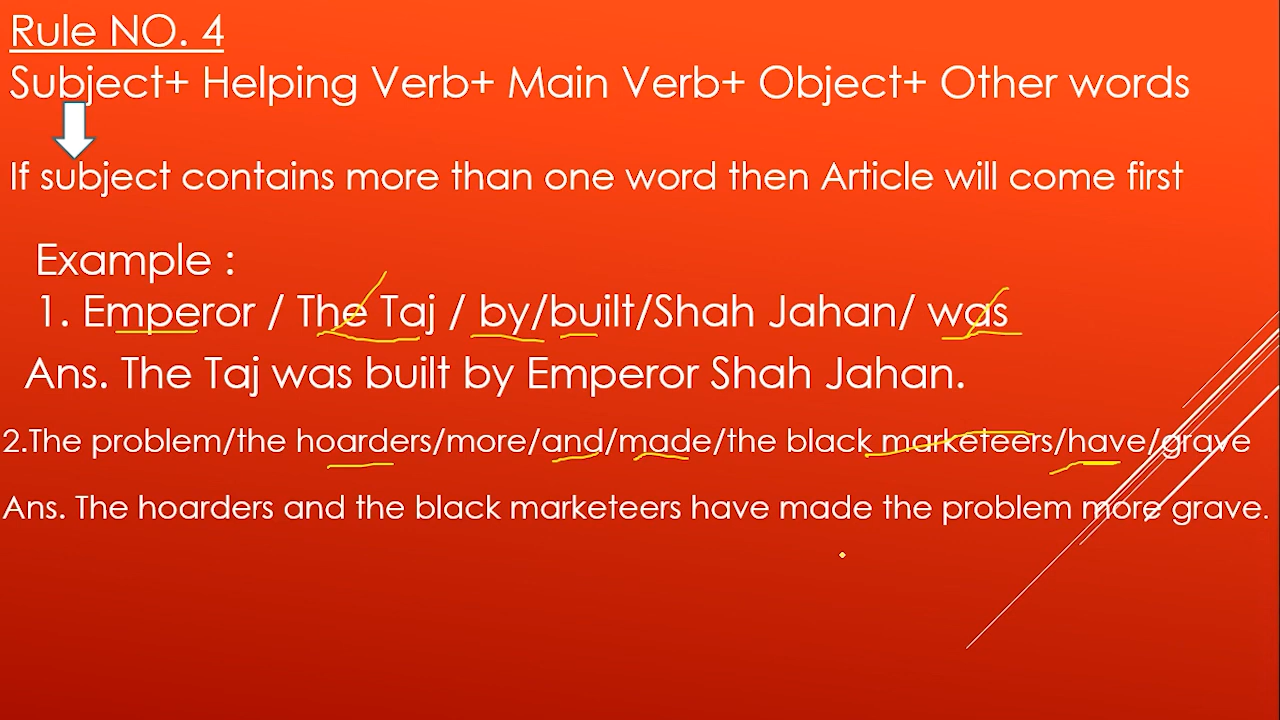 Rule NO. 4
Subject+ Helping Verb+ Main Verb+ Object+ Other words
If subject contains more than one word then Article will come first
Example :
1. Emperor / The Taj / by/built/Shah Jahan/ was
Ans. The Taj was built by Emperor Shah Jahan.
2.The problem/the hoarders/more/and/made/the black marketeers/have/grave
Ans. The hoarders and the black marketeers have made the problem more grave.